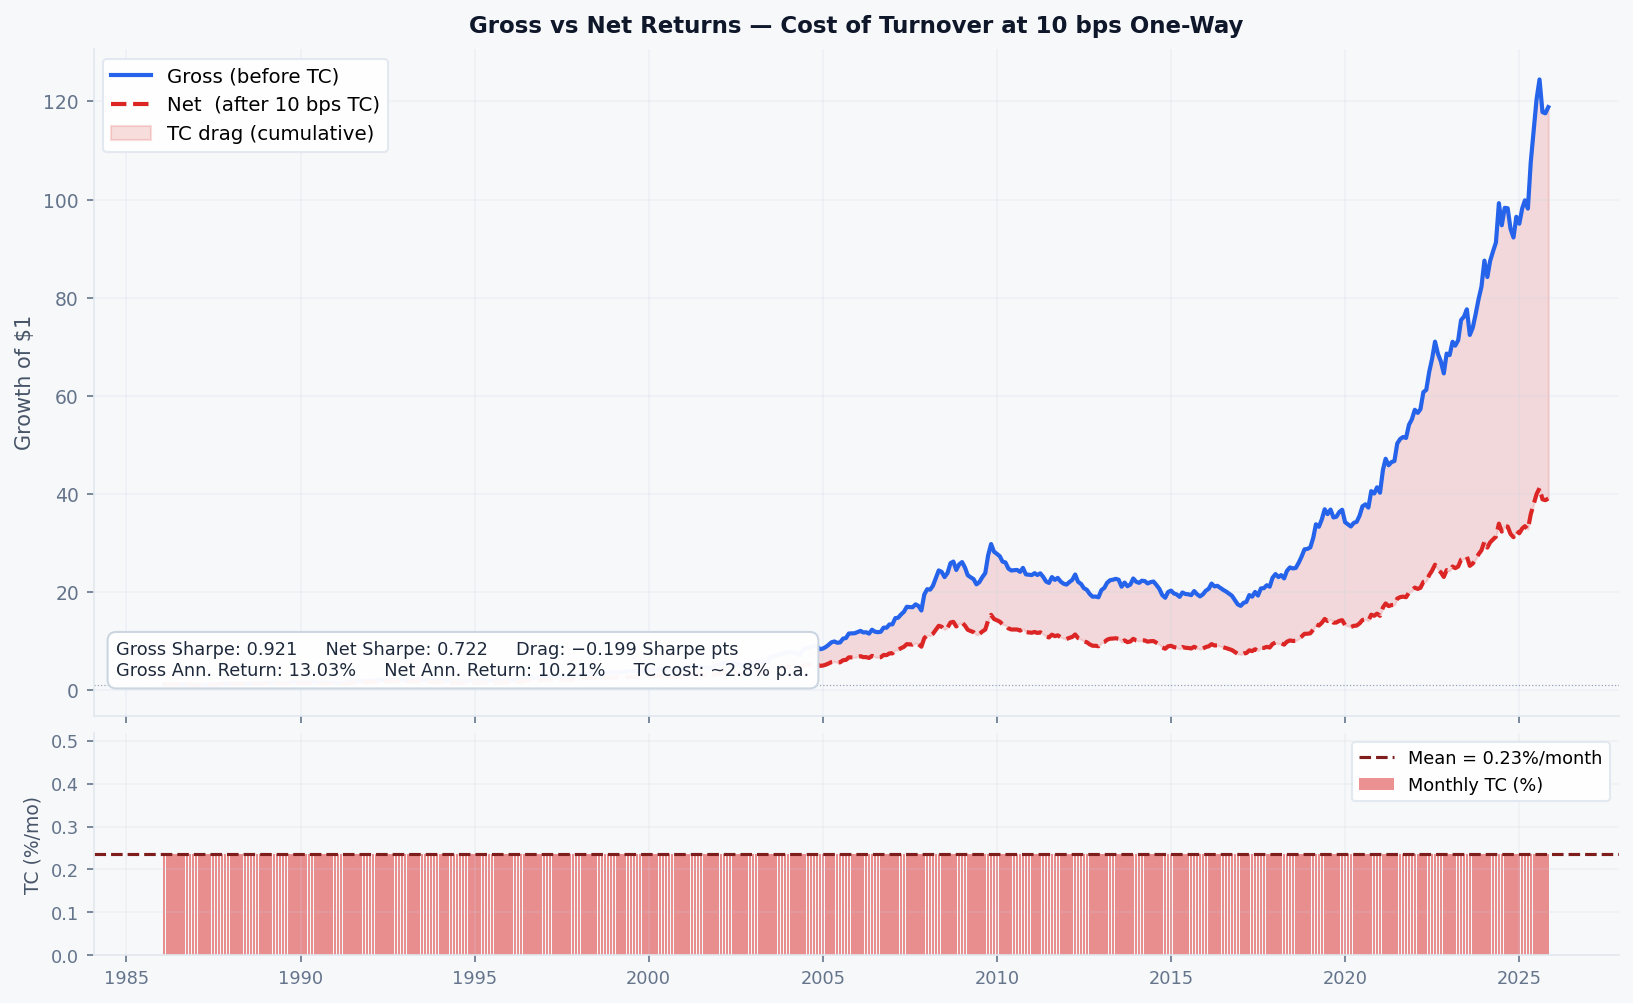 Gross vs Net Returns — Cost of Turnover at 10 bps One-Way
Gross (before TC)
Net  (after 10 bps TC)
TC drag (cumulative)
Growth of $1
120
100
80
60
40
20
0
Gross Sharpe: 0.921     Net Sharpe: 0.722     Drag: −0.199 Sharpe pts
Gross Ann. Return: 13.03%     Net Ann. Return: 10.21%     TC cost: ~2.8% p.a.
TC (%/mo)
0.5
0.4
0.3
0.2
0.1
0.0
Mean = 0.23%/month
Monthly TC (%)
1985 1990 1995 2000 2005 2010 2015 2020 2025